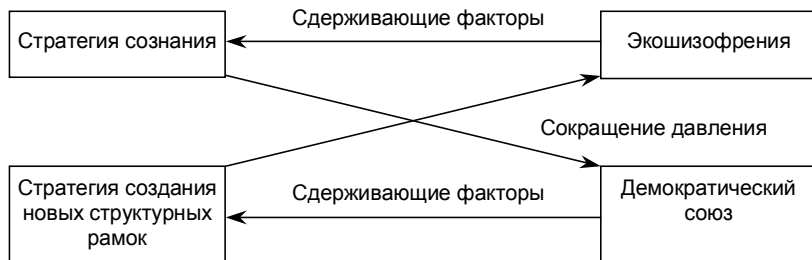 Сдерживающие факторы
Стратегия сознания
Экошизофрения
Сокращение давления
Стратегия создания
новых структурных
рамок
Сдерживающие факторы
Демократический
союз